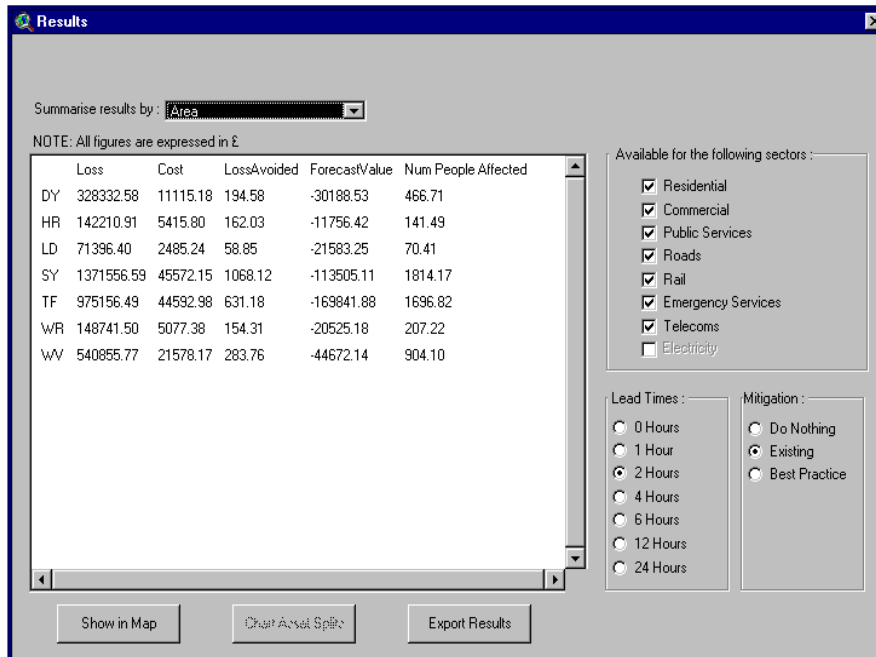 Results
Summarise results by : Area
NOTE: All figures are expressed in £
Loss Cost LossAvoided ForecastValue Num People Affected
DY 328332.58 11115.18 194.58 -30188.53 466.71
HR 142210.91 5415.80 162.03 -11756.42 141.49
LD 71396.40 2485.24 58.85 -21583.25 70.41
SY 1371556.59 45572.15 1068.12 -113505.11 1814.17
TF 975156.49 44592.98 631.18 -169841.88 1696.82
WR 148741.50 5077.38 154.31 -20525.18 207.22
WV 540855.77 21578.17 283.76 -44672.14 904.10
Available for the following sectors :
Residential
Commercial
Public Services
Roads
Rail
Emergency Services
Telecoms
Electricity
Lead Times :
0 Hours
1 Hour
2 Hours
4 Hours
6 Hours
12 Hours
24 Hours
Mitigation :
Do Nothing
Existing
Best Practice
Show in Map
Chart Asset Splits
Export Results